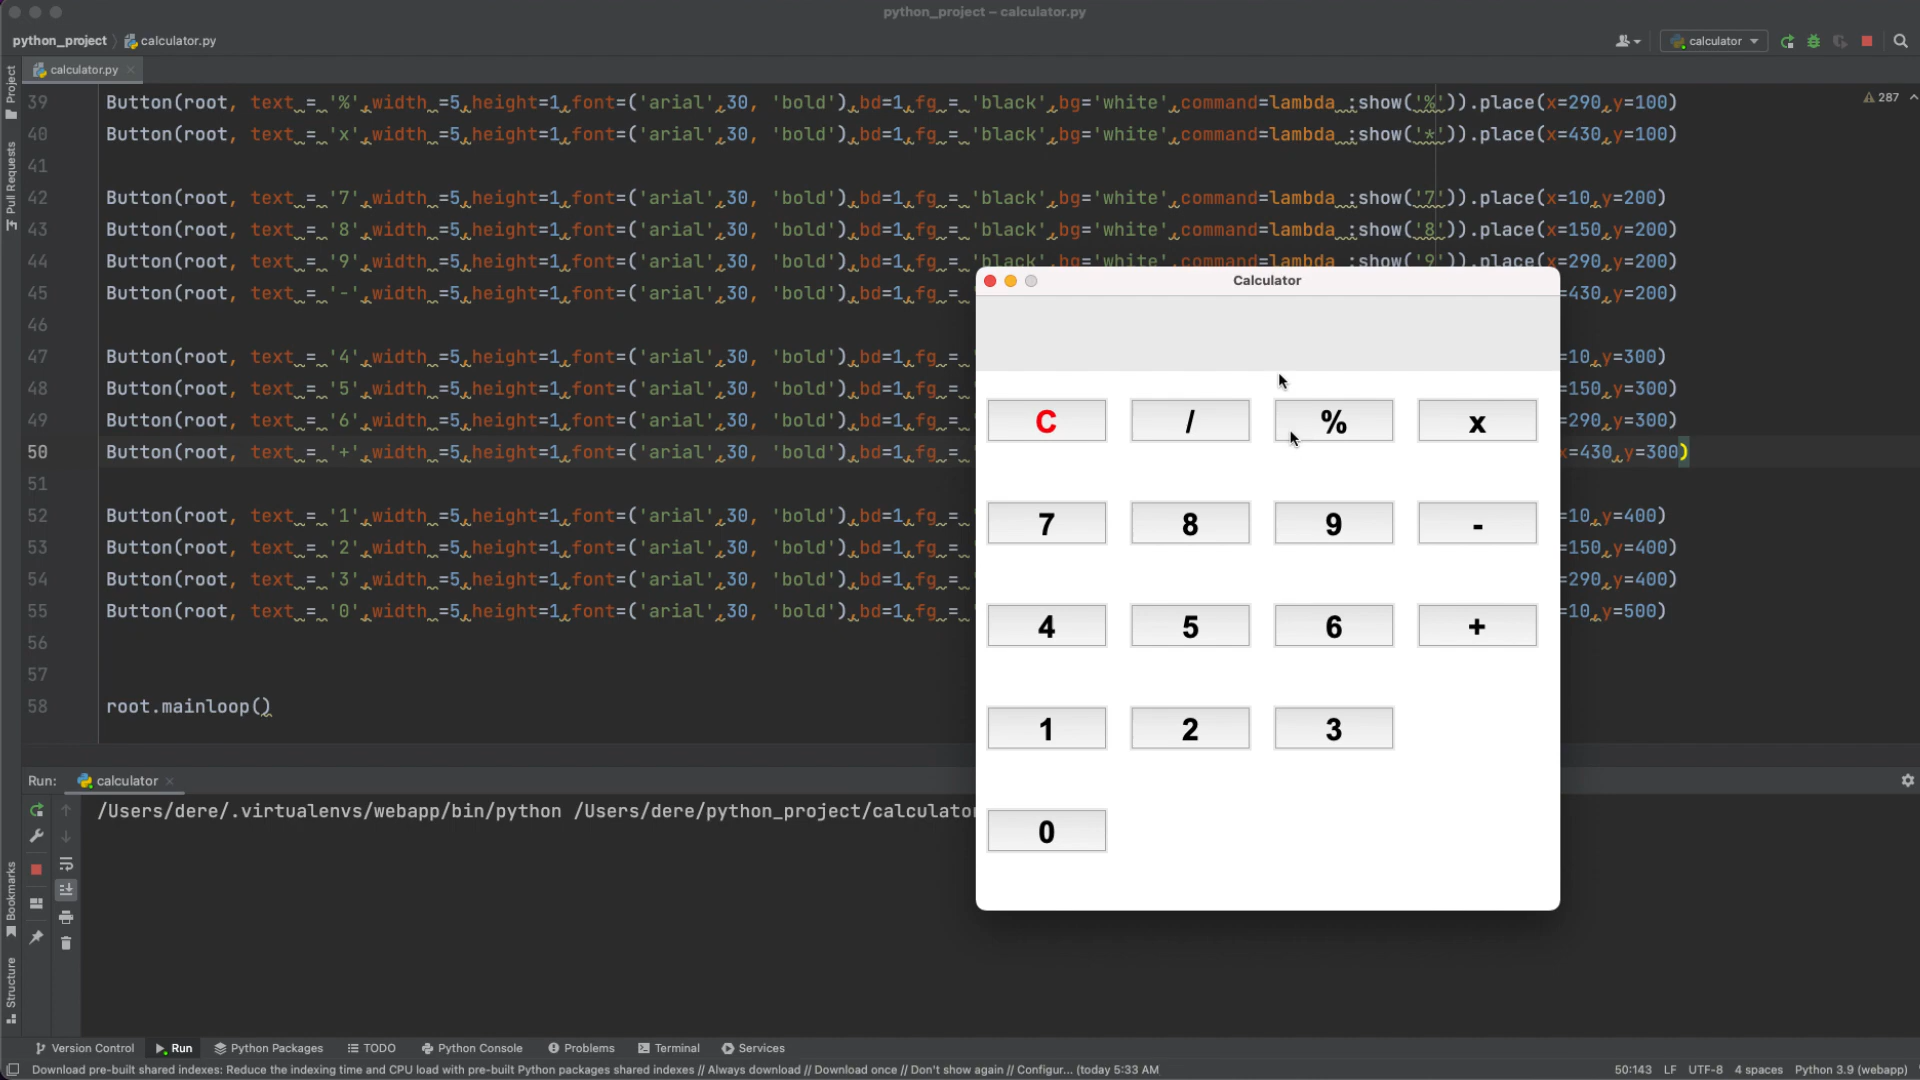 python_project – calculator.py
python_project calculator.py
calculator
calculator.py
287
39 Button(root, text = '%',width =5,height=1,font=('arial',30, 'bold'),bd=1,fg = 'black',bg='white',command=lambda :show('%')).place(x=290,y=100)
40 Button(root, text = 'x',width =5,height=1,font=('arial',30, 'bold'),bd=1,fg = 'black',bg='white',command=lambda :show('*')).place(x=430,y=100)
41
42 Button(root, text = '7',width =5,height=1,font=('arial',30, 'bold'),bd=1,fg = 'black',bg='white',command=lambda :show('7')).place(x=10,y=200)
43 Button(root, text = '8',width =5,height=1,font=('arial',30, 'bold'),bd=1,fg = 'black',bg='white',command=lambda :show('8')).place(x=150,y=200)
44 Button(root, text = '9',width =5,height=1,font=('arial',30, 'bold'),bd=1,fg = 'black',bg='white',command=lambda :show('9')).place(x=290,y=200)
45 Button(root, text = '-',width =5,height=1,font=('arial',30, 'bold'),bd=1,fg = =430,y=200)
46
47 Button(root, text = '4',width =5,height=1,font=('arial',30, 'bold'),bd=1,fg = =10,y=300)
48 Button(root, text = '5',width =5,height=1,font=('arial',30, 'bold'),bd=1,fg = =150,y=300)
49 Button(root, text = '6',width =5,height=1,font=('arial',30, 'bold'),bd=1,fg = =290,y=300)
50 Button(root, text = '+',width =5,height=1,font=('arial',30, 'bold'),bd=1,fg = x=430,y=300)
51
52 Button(root, text = '1',width =5,height=1,font=('arial',30, 'bold'),bd=1,fg = =10,y=400)
53 Button(root, text = '2',width =5,height=1,font=('arial',30, 'bold'),bd=1,fg = =150,y=400)
54 Button(root, text = '3',width =5,height=1,font=('arial',30, 'bold'),bd=1,fg = =290,y=400)
55 Button(root, text = '0',width =5,height=1,font=('arial',30, 'bold'),bd=1,fg = =10,y=500)
56
57
58 root.mainloop()
Calculator
C / % x
7 8 9 -
4 5 6 +
1 2 3
0
Project
Pull Requests
Bookmarks
Structure
Run: calculator
/Users/dere/.virtualenvs/webapp/bin/python /Users/dere/python_project/calculator
Version Control Run Python Packages TODO Python Console Problems Terminal Services
Download pre-built shared indexes: Reduce the indexing time and CPU load with pre-built Python packages shared indexes // Always download // Download once // Don't show again // Configur... (today 5:33 AM 50:143 LF UTF-8 4 spaces Python 3.9 (webapp)